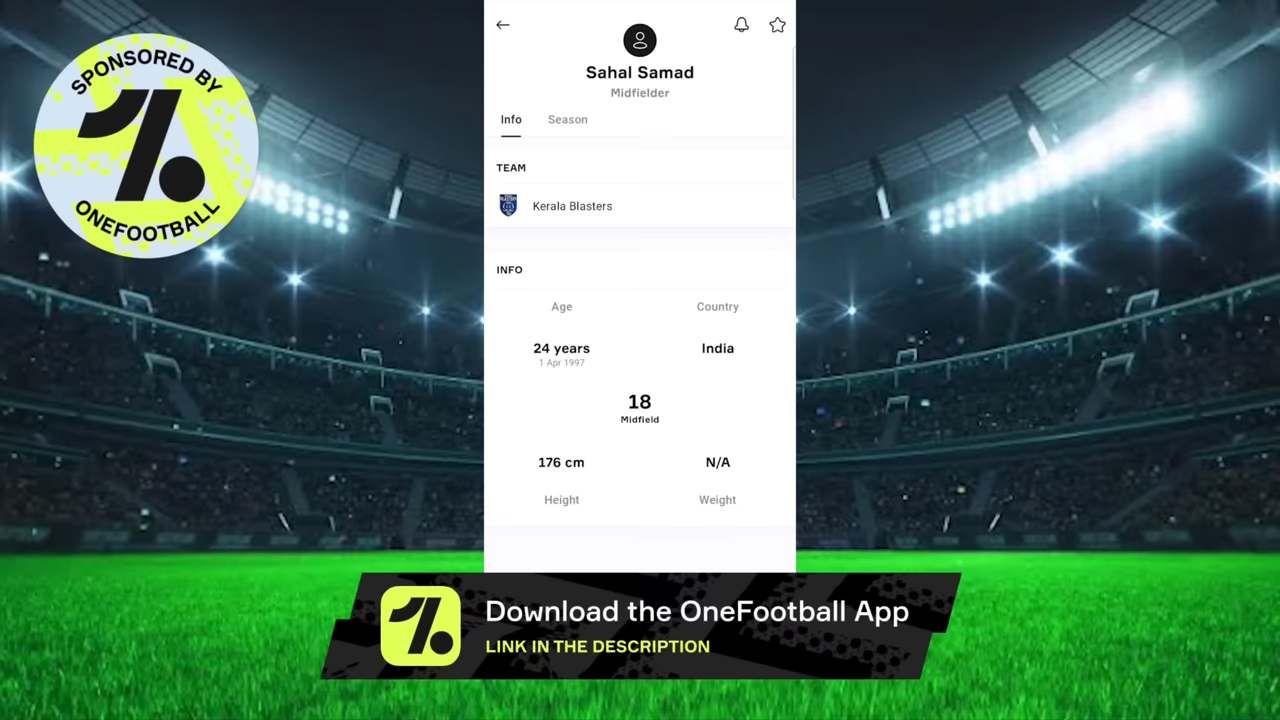 SPONSORED BY
ONEFOOTBALL
Sahal Samad
Midfielder
Info
Season
TEAM
Kerala Blasters
INFO
Age
Country
24 years
India
1 Apr 1997
18
Midfield
176 cm
N/A
Height
Weight
Download the OneFootball App
LINK IN THE DESCRIPTION